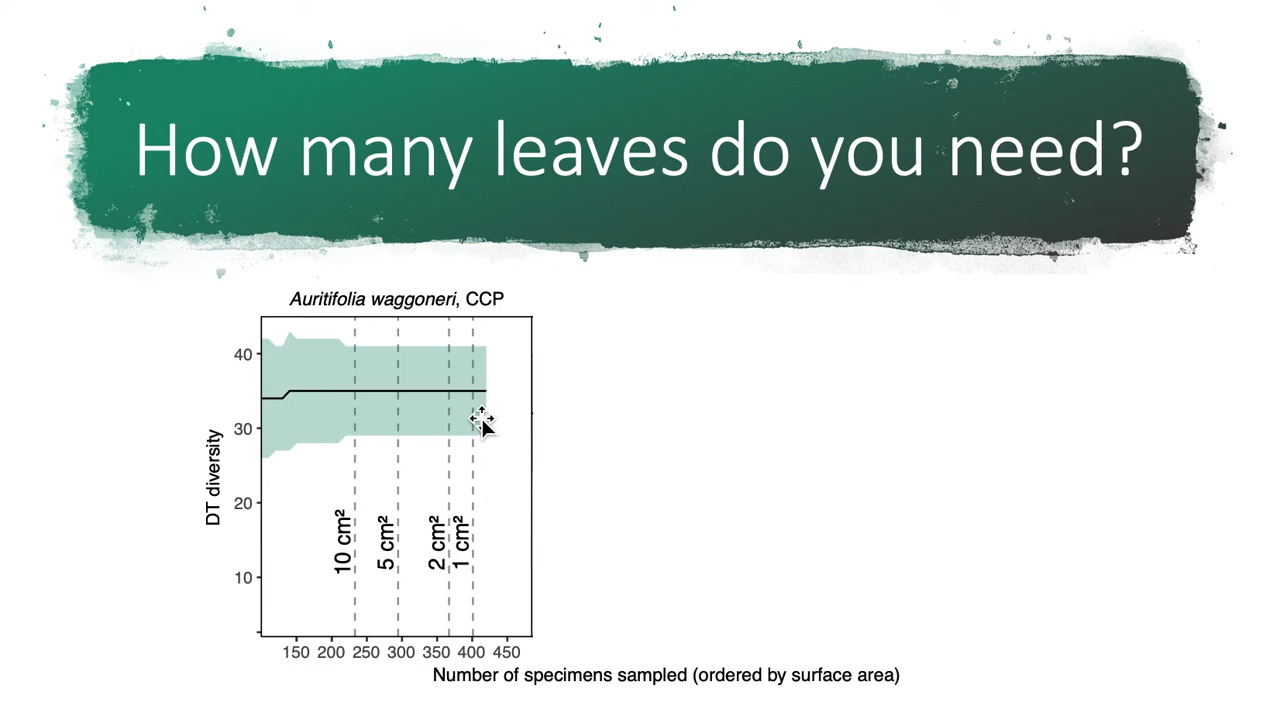 How many leaves do you need?
Auritifolia waggoneri, CCP
DT diversity
40
30
20
10
10 cm²
5 cm²
2 cm²
1 cm²
150 200 250 300 350 400 450
Number of specimens sampled (ordered by surface area)